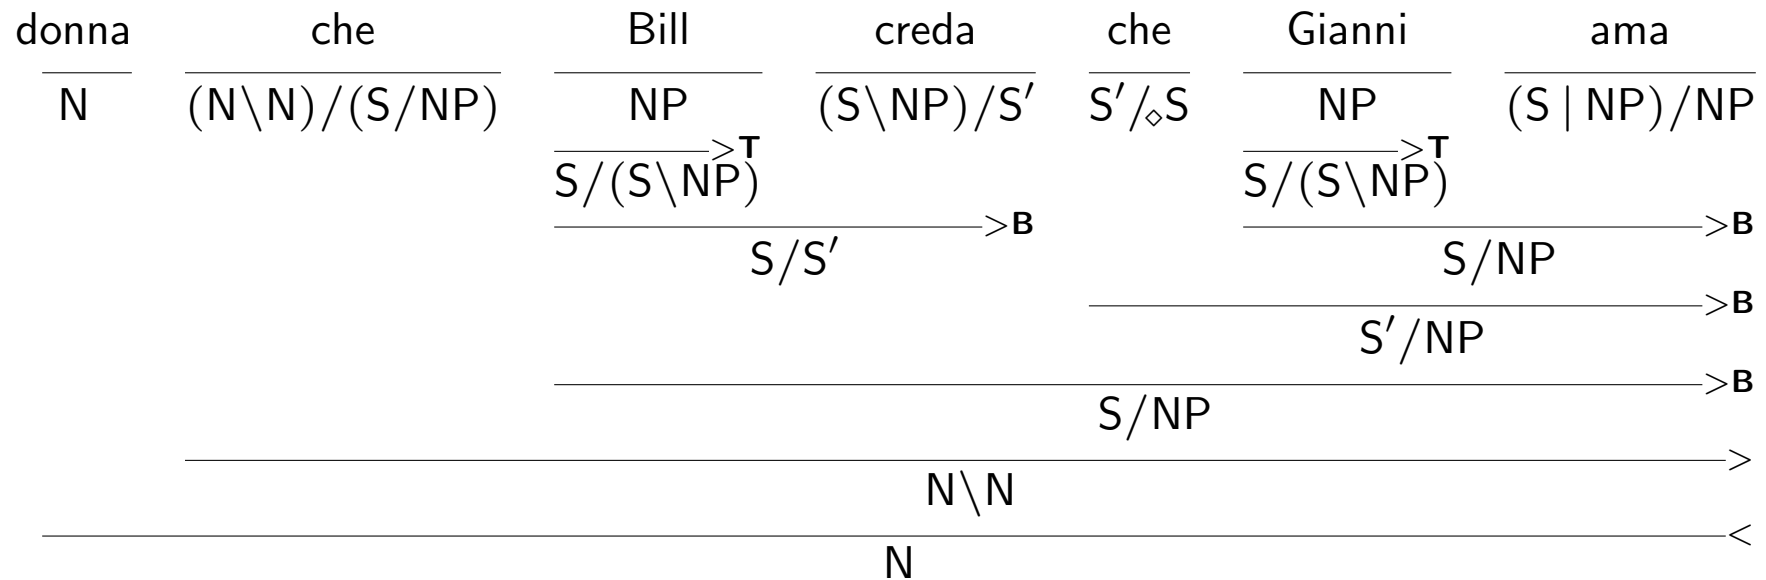 donna che Bill creda che Gianni ama
N (N\N)/(S/NP) NP (S\NP)/S′ S′/⋄S NP (S | NP)/NP
>T >T
S/(S\NP) S/(S\NP)
>B >B
S/S′ S/NP
>B
S′/NP
>B
S/NP
>
N\N
<
N